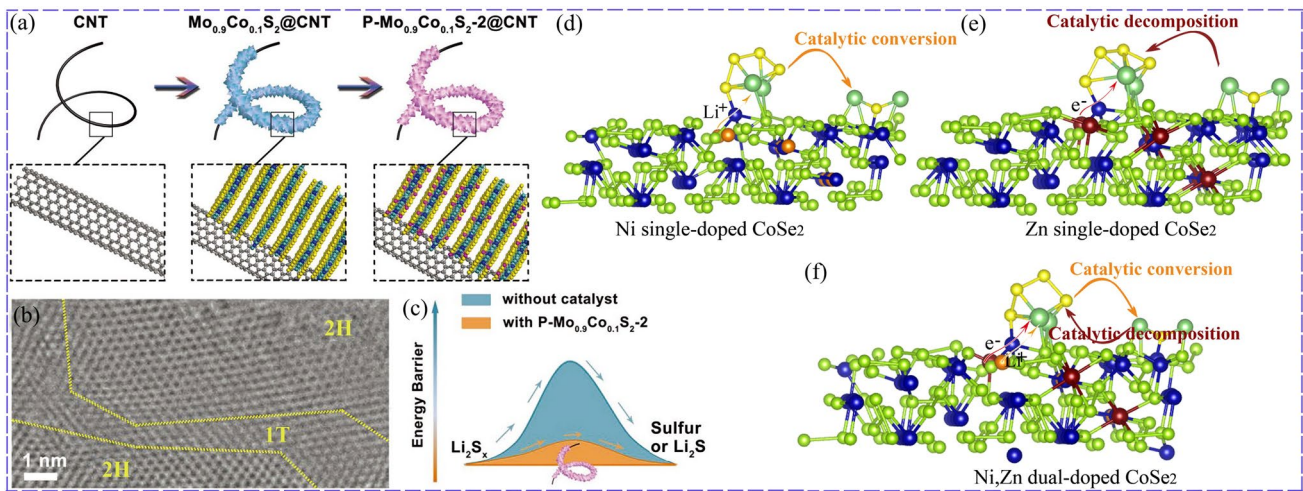 (a)
CNT
Mo0.9Co0.1S2@CNT
P-Mo0.9Co0.1S2-2@CNT
(b)
2H
1T
2H
1 nm
(c)
without catalyst
with P-Mo0.9Co0.1S2-2
Energy Barrier
Li2Sx
Sulfur
or Li2S
(d)
Catalytic conversion
Li+
Ni single-doped CoSe2
(e)
Catalytic decomposition
e-
Zn single-doped CoSe2
(f)
Catalytic conversion
Catalytic decomposition
e-
Li+
Ni,Zn dual-doped CoSe2